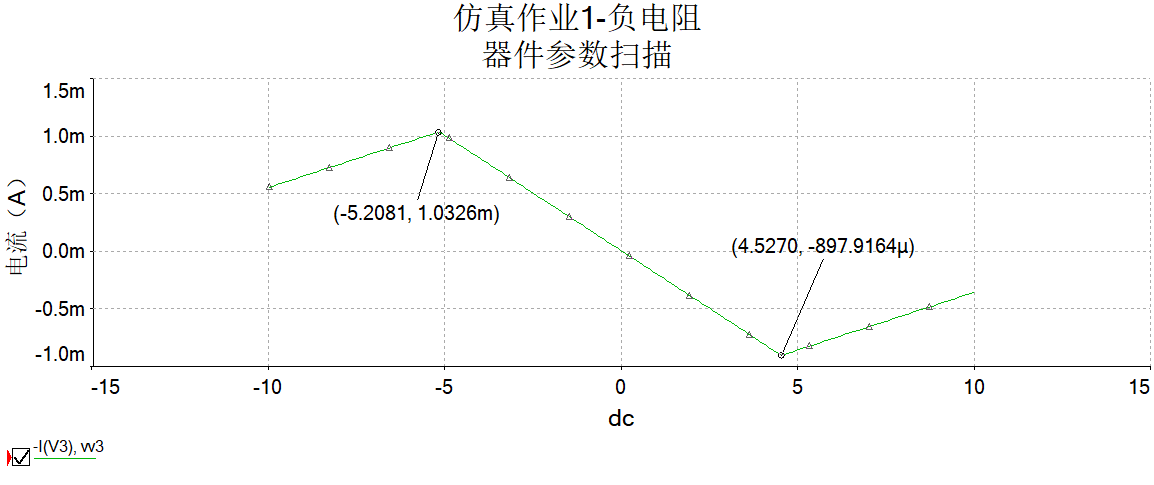 仿真作业1-负电阻
器件参数扫描
1.5m
1.0m
0.5m
0.0m
-0.5m
-1.0m
电流（A）
(-5.2081, 1.0326m)
(4.5270, -897.9164µ)
-15
-10
-5
0
5
10
15
dc
-I(V3), vv3